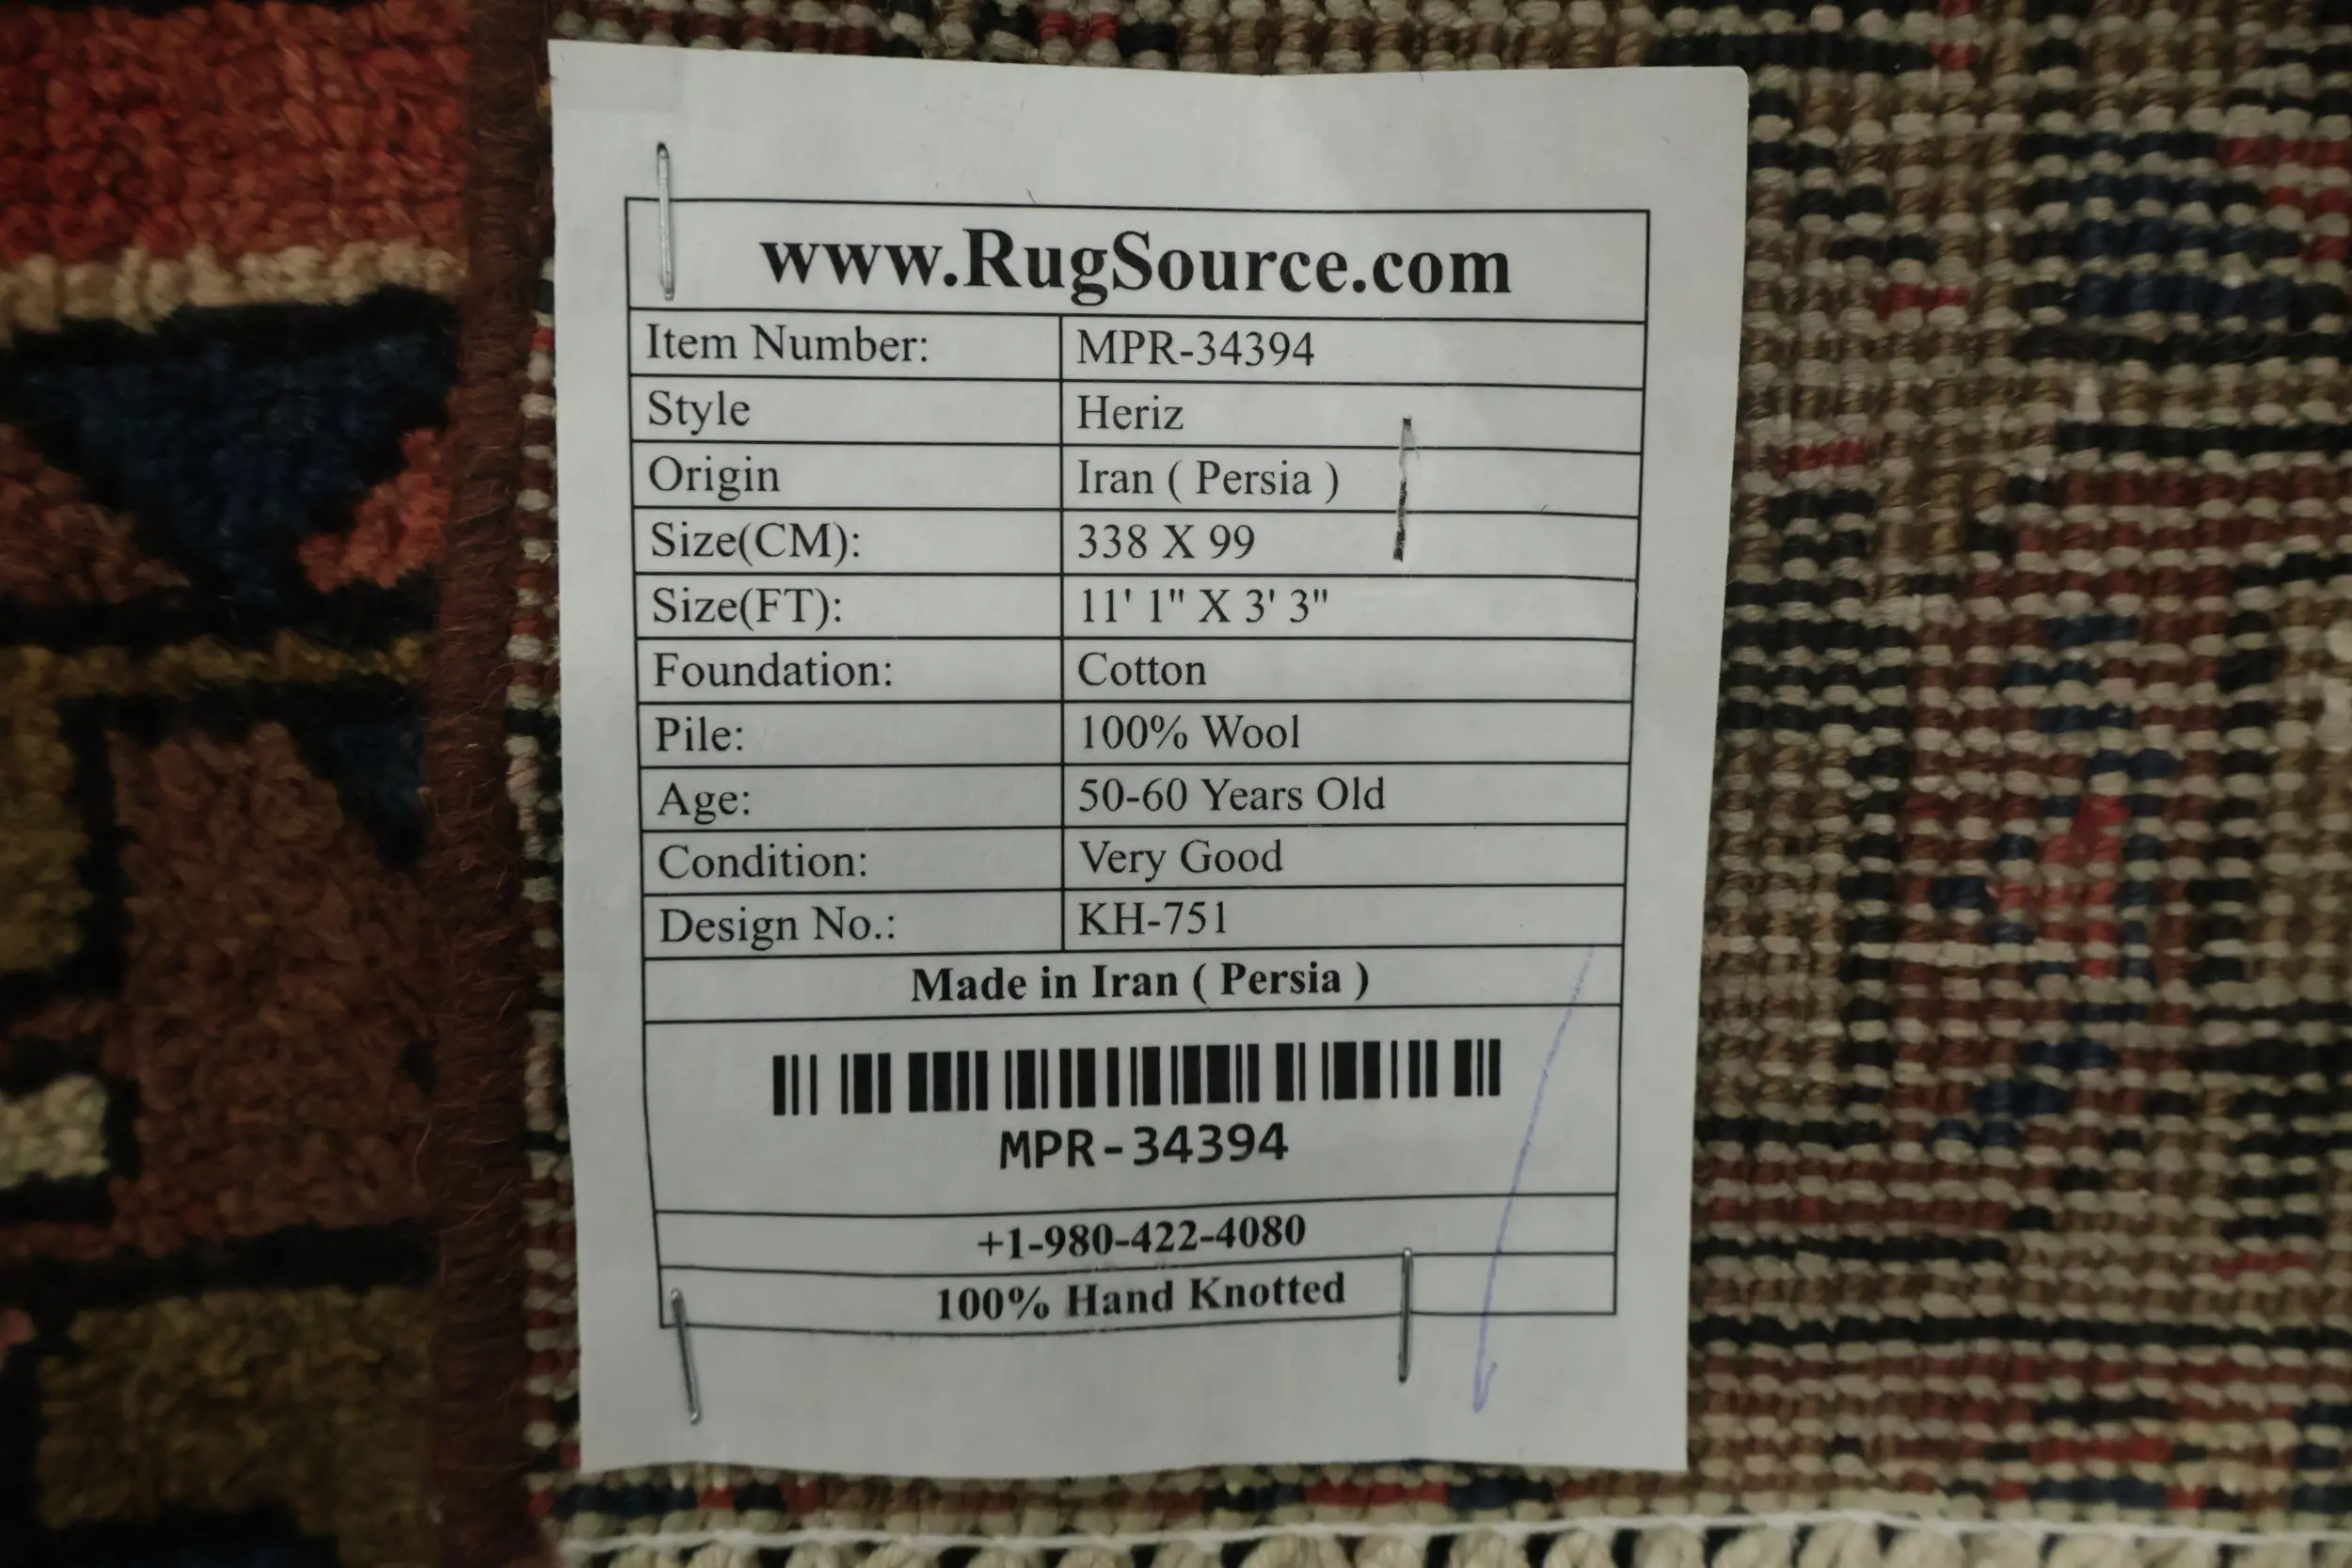 www.RugSource.com
Item Number: MPR-34394
Style Heriz
Origin Iran ( Persia )
Size(CM): 338 X 99
Size(FT): 11' 1" X 3' 3"
Foundation: Cotton
Pile: 100% Wool
Age: 50-60 Years Old
Condition: Very Good
Design No.: KH-751
Made in Iran ( Persia )
MPR-34394
+1-980-422-4080
100% Hand Knotted